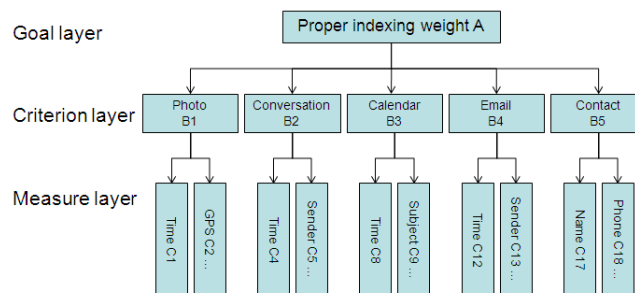 Goal layer
Proper indexing weight A
Criterion layer
Photo
B1
Conversation
B2
Calendar
B3
Email
B4
Contact
B5
Measure layer
Time C1
GPS C2 ...
Time C4
Sender C5 ...
Time C8
Subject C9 ...
Time C12
Sender C13 ...
Name C17
Phone C18 ...